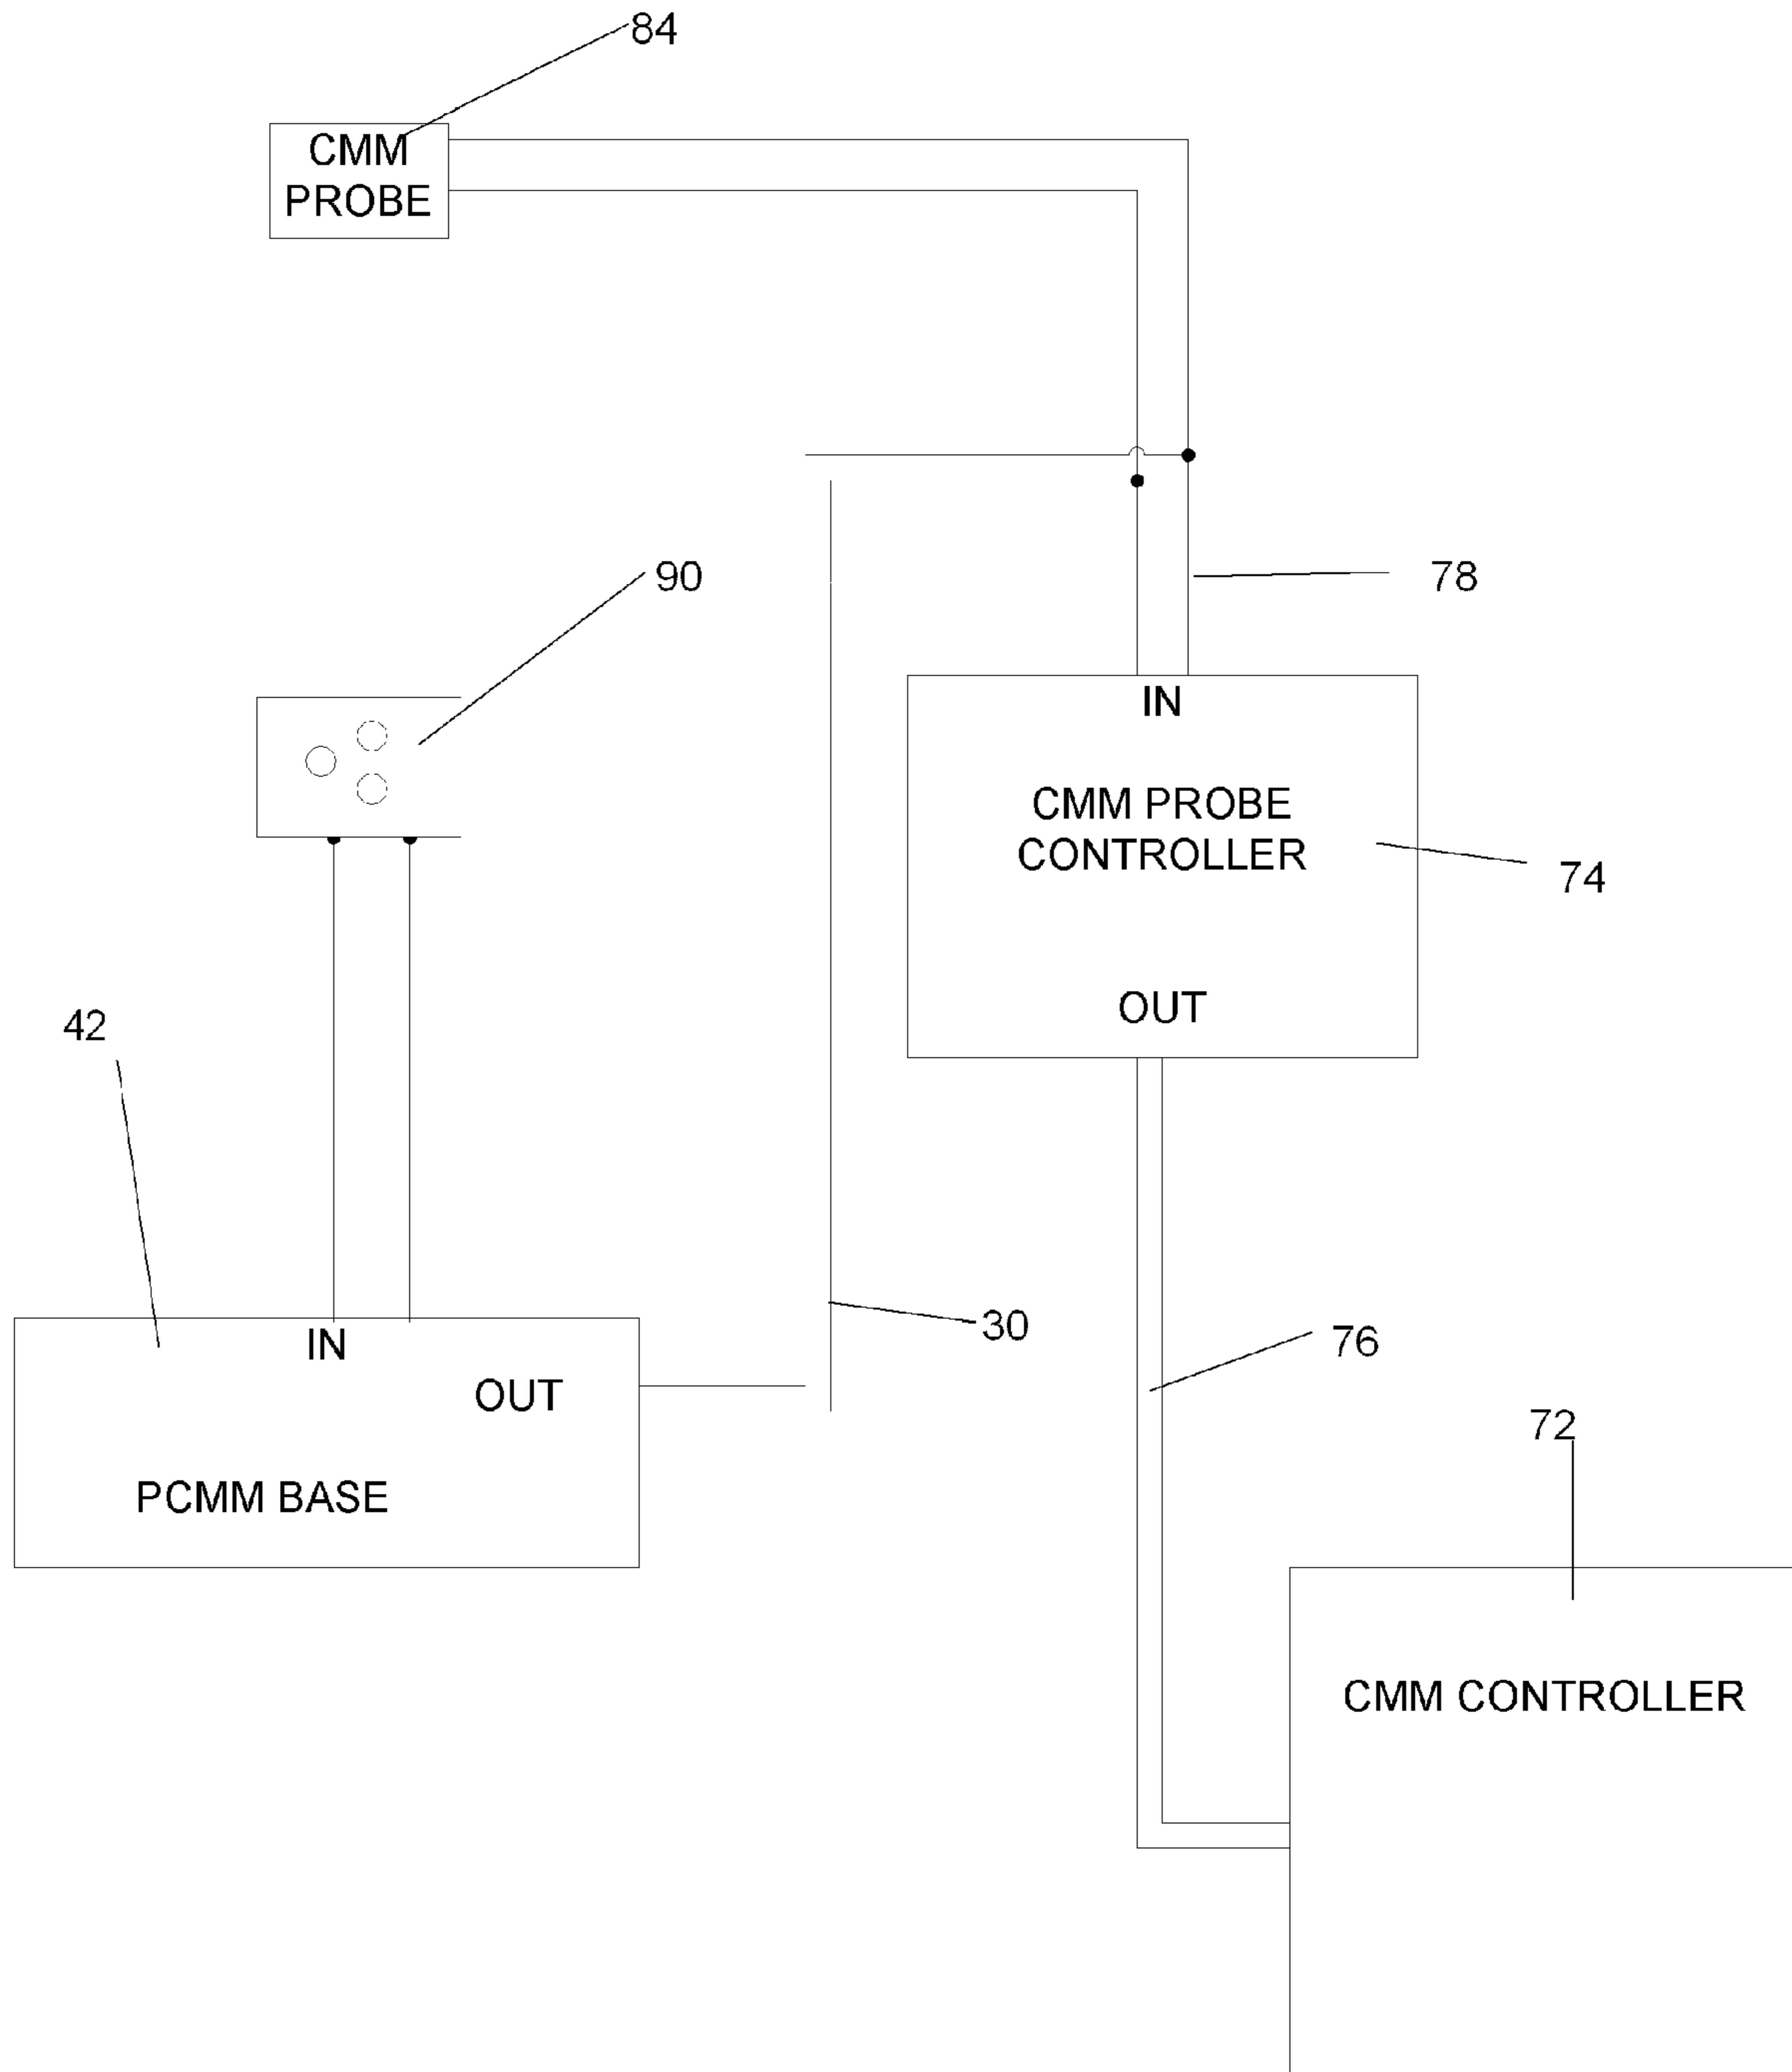 84
CMM
PROBE
90
78
IN
CMM PROBE
CONTROLLER
74
OUT
42
IN
OUT
PCMM BASE
30
76
72
CMM CONTROLLER